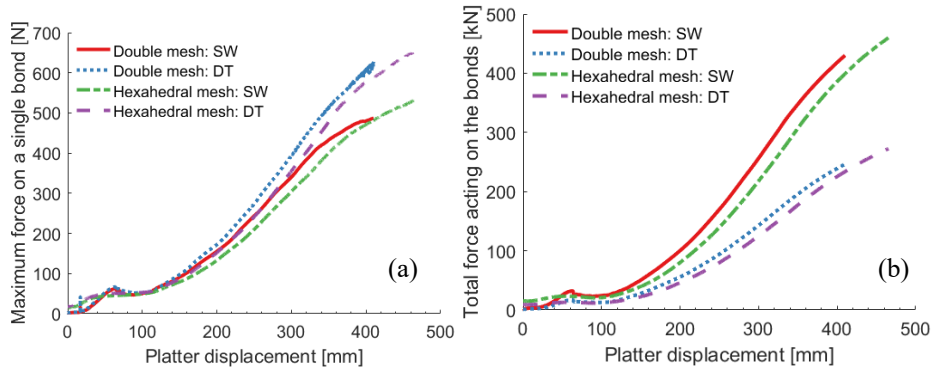 Maximum force on a single bond [N]
700
600
500
400
300
200
100
0
Double mesh: SW
Double mesh: DT
Hexahedral mesh: SW
Hexahedral mesh: DT
(a)
0 100 200 300 400 500
Platter displacement [mm]
Total force acting on the bonds [kN]
500
400
300
200
100
0
Double mesh: SW
Double mesh: DT
Hexahedral mesh: SW
Hexahedral mesh: DT
(b)
0 100 200 300 400 500
Platter displacement [mm]